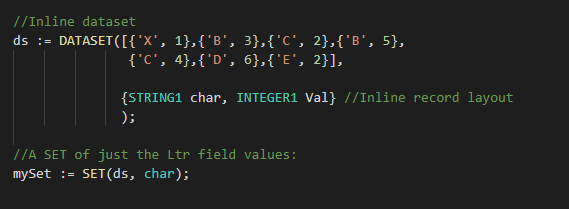 //Inline dataset
ds := DATASET([{'X', 1},{'B', 3},{'C', 2},{'B', 5},
{'C', 4},{'D', 6},{'E', 2}],
{STRING1 char, INTEGER1 Val} //Inline record layout
);
//A SET of just the Ltr field values:
mySet := SET(ds, char);